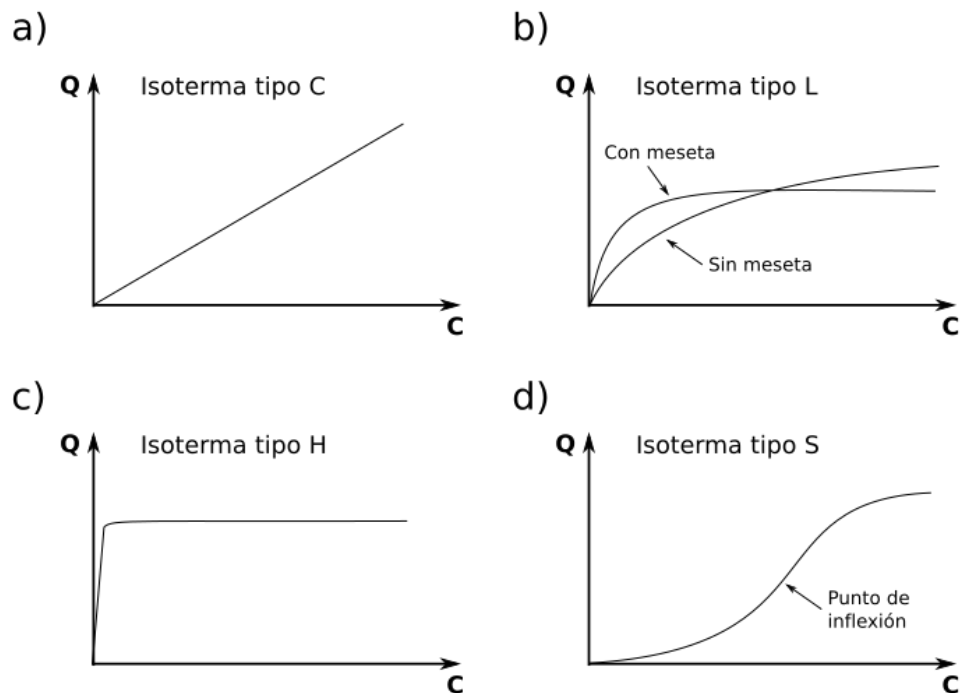 a)
Isoterma tipo C
Q
C
b)
Isoterma tipo L
Q
Con meseta
Sin meseta
C
c)
Isoterma tipo H
Q
C
d)
Isoterma tipo S
Q
Punto de
inflexión
C